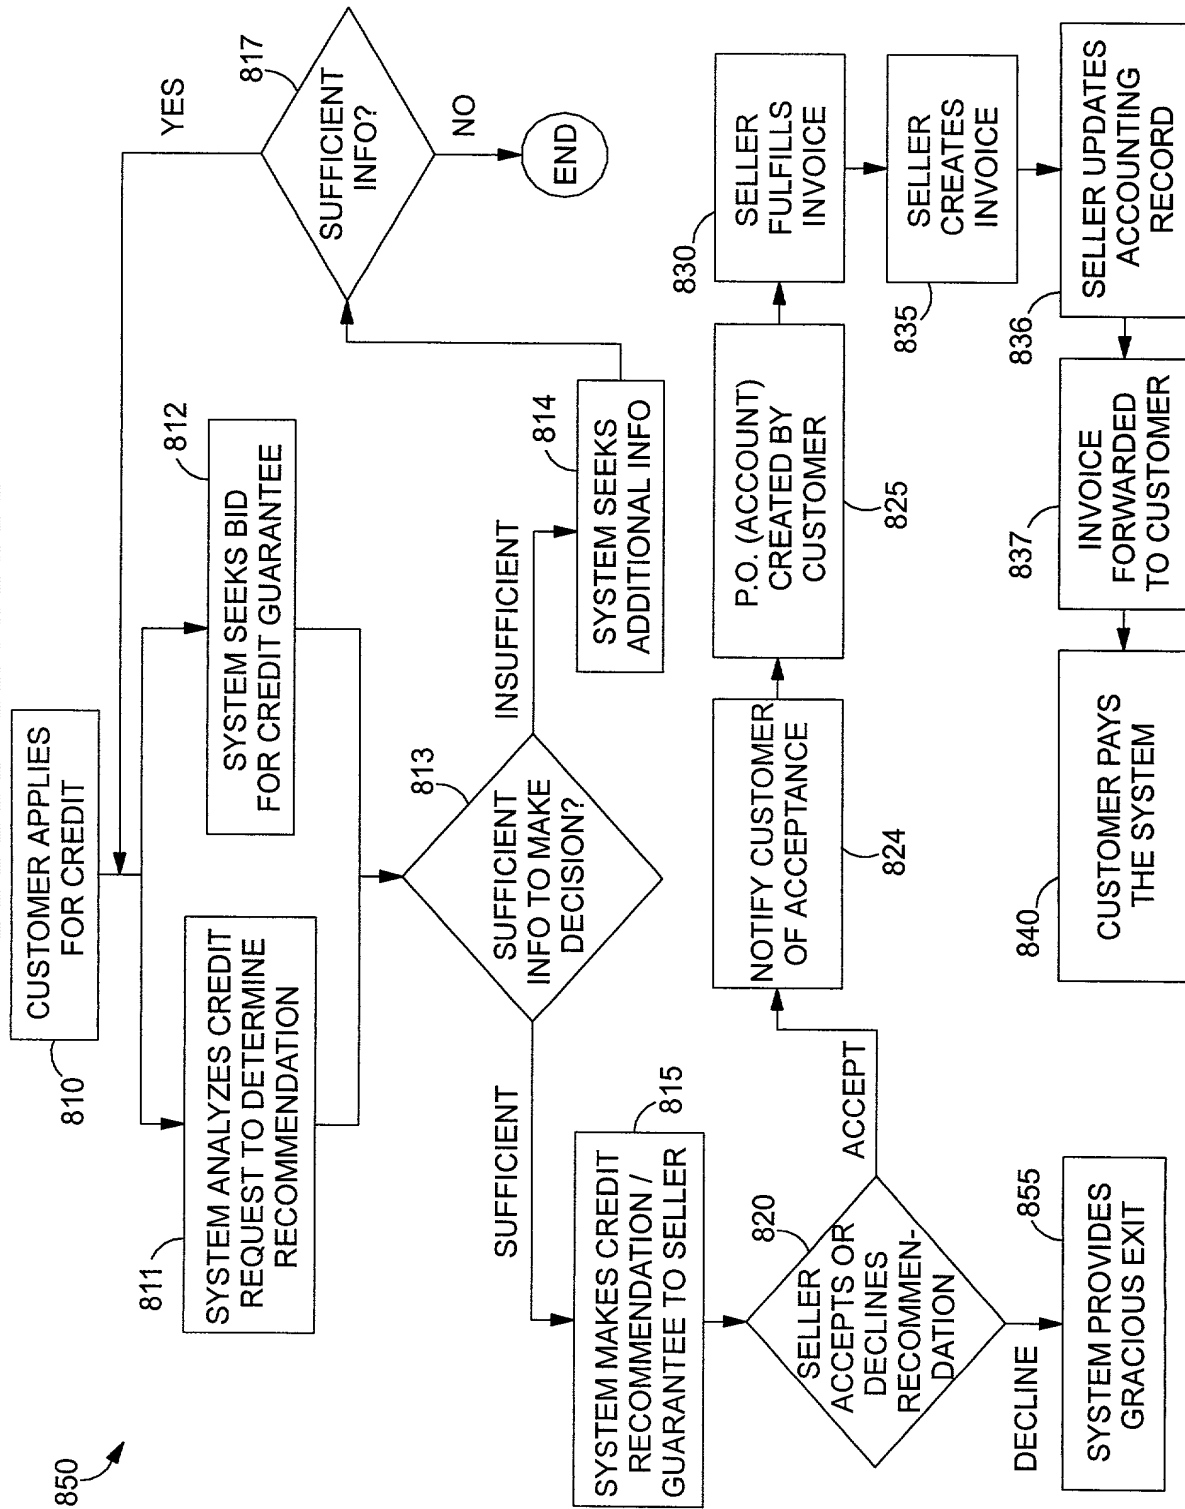 850
810
CUSTOMER APPLIES
FOR CREDIT
811
SYSTEM ANALYZES CREDIT
REQUEST TO DETERMINE
RECOMMENDATION
812
SYSTEM SEEKS BID
FOR CREDIT GUARANTEE
YES
817
SUFFICIENT
INFO?
NO
END
813
SUFFICIENT
INFO TO MAKE
DECISION?
SUFFICIENT
INSUFFICIENT
814
SYSTEM SEEKS
ADDITIONAL INFO
815
SYSTEM MAKES CREDIT
RECOMMENDATION /
GUARANTEE TO SELLER
820
SELLER
ACCEPTS OR
DECLINES
RECOMMEN-
DATION
ACCEPT
DECLINE
855
SYSTEM PROVIDES
GRACIOUS EXIT
NOTIFY CUSTOMER
OF ACCEPTANCE
824
P.O. (ACCOUNT)
CREATED BY
CUSTOMER
825
830
SELLER
FULFILLS
INVOICE
835
SELLER
CREATES
INVOICE
836
SELLER UPDATES
ACCOUNTING
RECORD
837
INVOICE
FORWARDED
TO CUSTOMER
840
CUSTOMER PAYS
THE SYSTEM